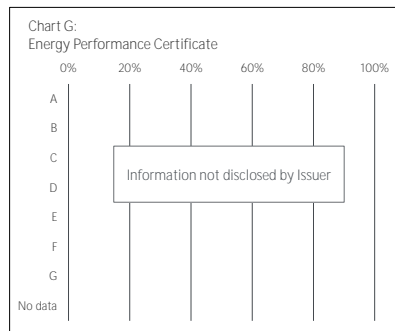 Chart G:
Energy Performance Certificate
0% 20% 40% 60% 80% 100%
A
B
C
Information not disclosed by Issuer
D
E
F
G
No data